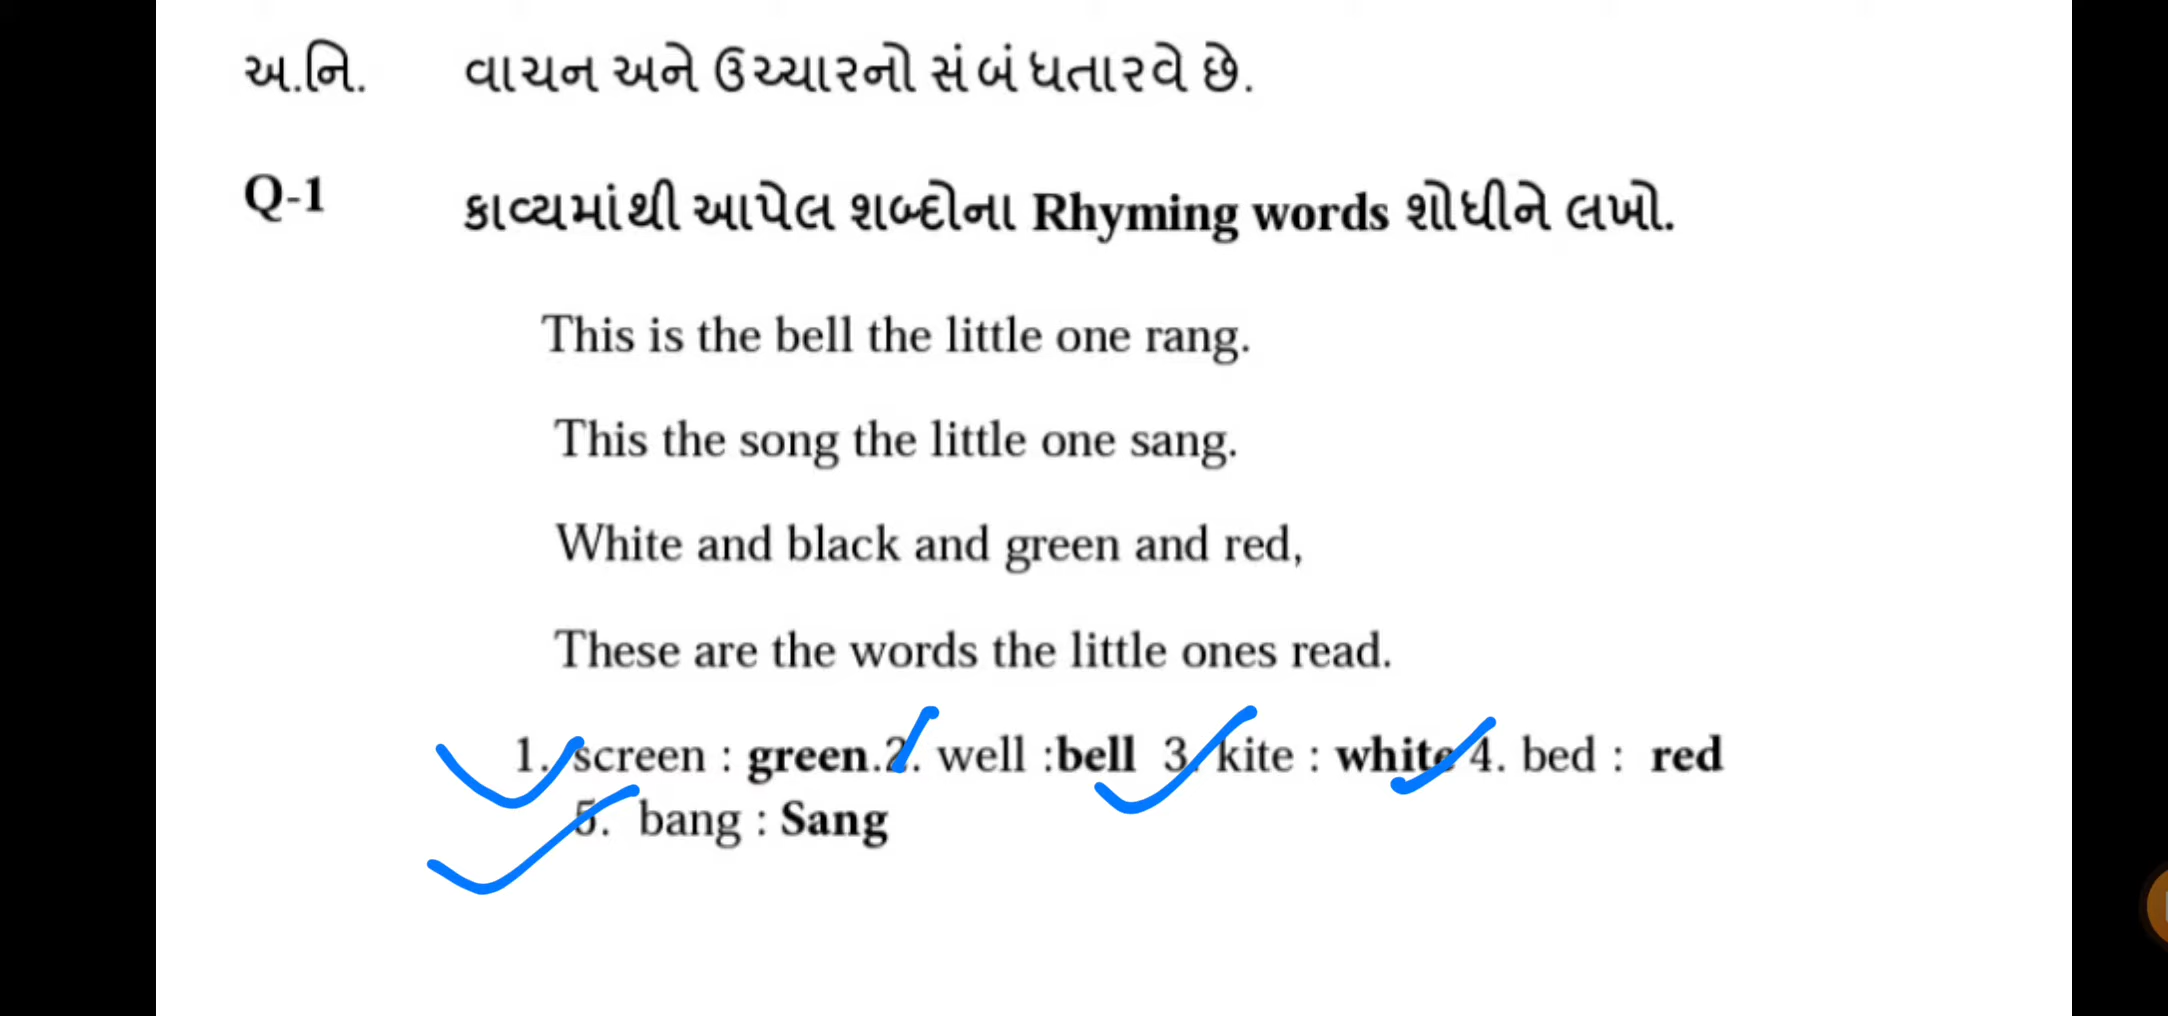 અ.નિ. વાચન અને ઉચ્ચારનો સંબંધતારવે છે.
Q-1 કાવ્યમાંથી આપેલ શબ્દોના Rhyming words શોધીને લખો.
This is the bell the little one rang.
This the song the little one sang.
White and black and green and red,
These are the words the little ones read.
1. screen : green.2. well :bell 3. kite : white 4. bed : red
5. bang : Sang